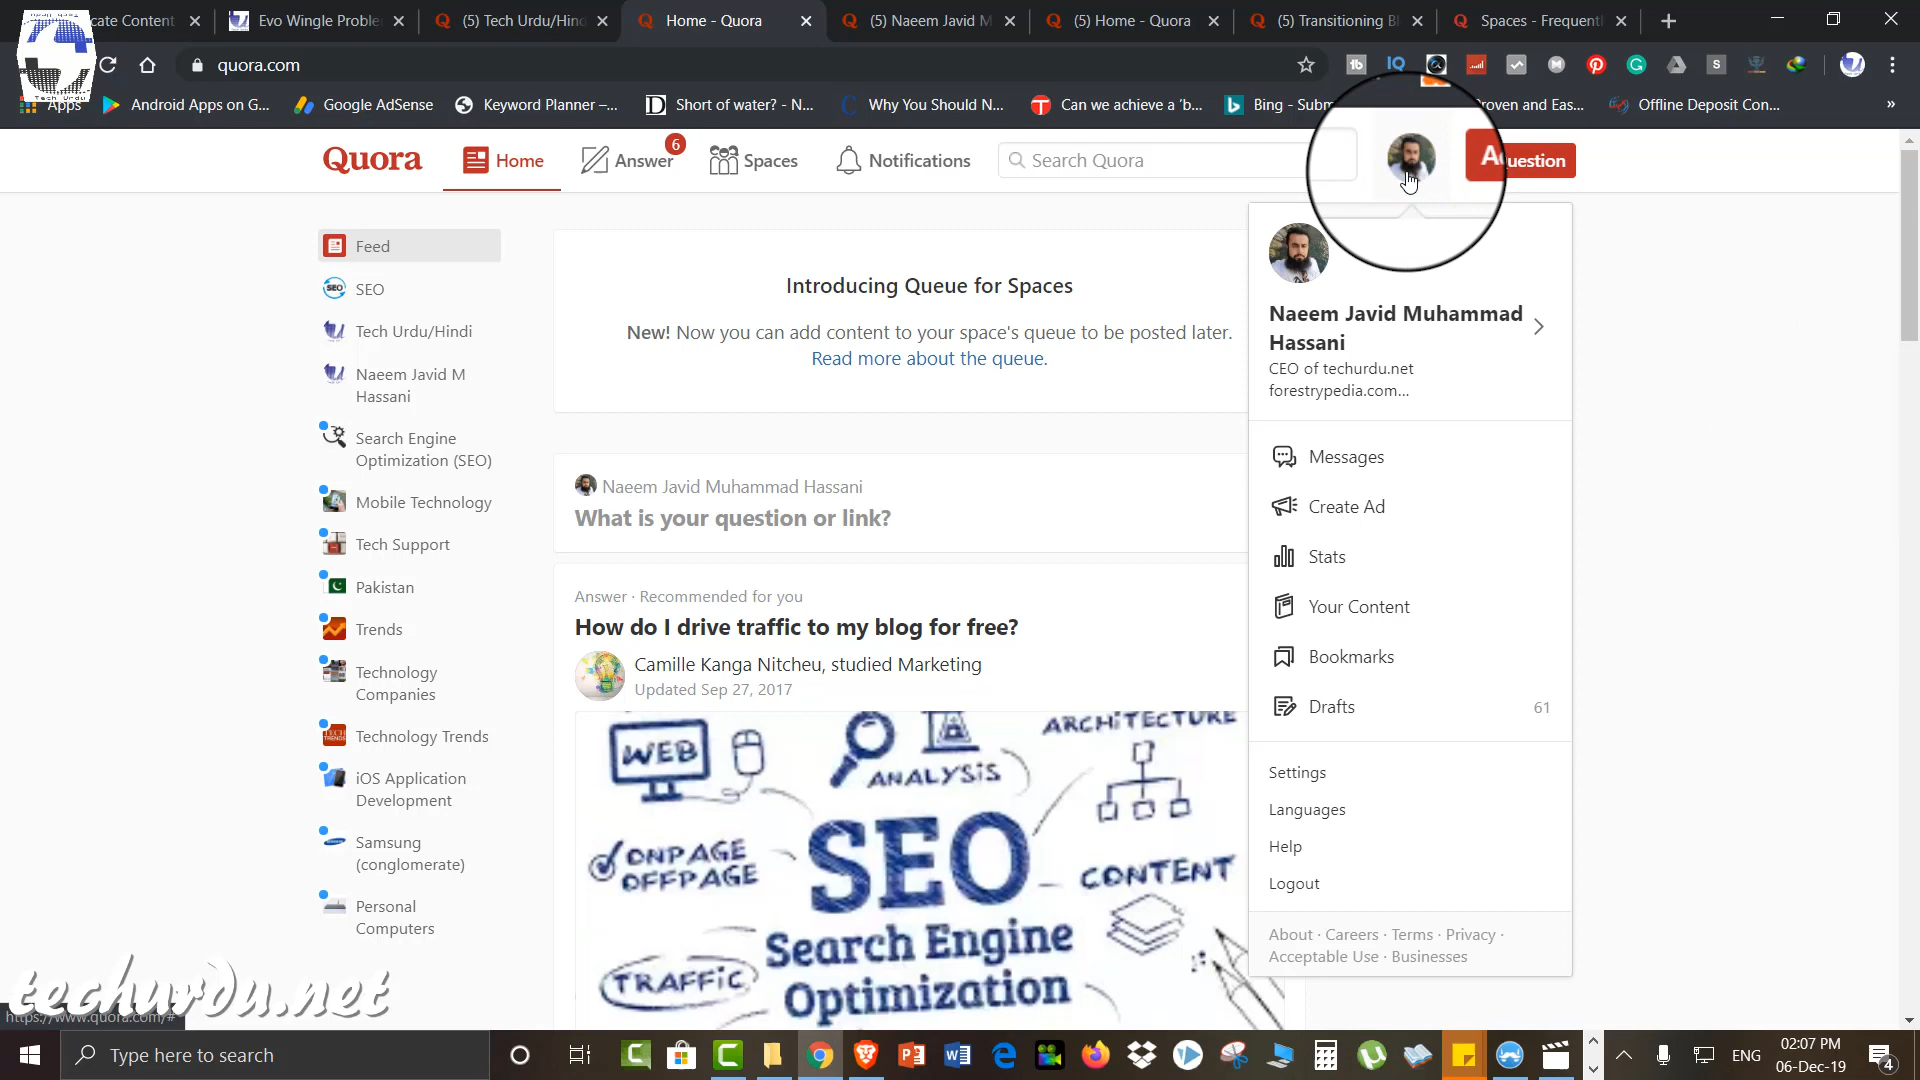 cate Content
Evo Wingle Proble
(5) Tech Urdu/Hind
Home - Quora
(5) Naeem Javid M
(5) Home - Quora
(5) Transitioning Bl
Spaces - Frequent
quora.com
Apps
Android Apps on G...
Google AdSense
Keyword Planner –...
Short of water? - N...
Why You Should N...
Can we achieve a 'b...
Bing - Subm
roven and Eas...
Offline Deposit Con...
Tech Urdu
Quora
Home
Answer
6
Spaces
Notifications
Search Quora
A
uestion
Feed
SEO
Tech Urdu/Hindi
Naeem Javid M
Hassani
Search Engine
Optimization (SEO)
Mobile Technology
Tech Support
Pakistan
Trends
Technology
Companies
Technology Trends
iOS Application
Development
Samsung
(conglomerate)
Personal
Computers
Introducing Queue for Spaces
New! Now you can add content to your space's queue to be posted later.
Read more about the queue.
Naeem Javid Muhammad Hassani
What is your question or link?
Answer · Recommended for you
How do I drive traffic to my blog for free?
Camille Kanga Nitcheu, studied Marketing
Updated Sep 27, 2017
WEB
ANALYSIS
ARCHITECTURE
ONPAGE
OFFPAGE
SEO
CONTENT
Search Engine
Optimization
TRAFFIC
Naeem Javid Muhammad
Hassani
CEO of techurdu.net
forestrypedia.com...
Messages
Create Ad
Stats
Your Content
Bookmarks
Drafts
61
Settings
Languages
Help
Logout
About · Careers · Terms · Privacy ·
Acceptable Use · Businesses
techurdu.net
https://www.quora.com/#
Type here to search
ENG
02:07 PM
06-Dec-19
4